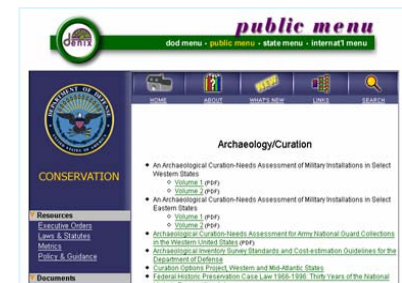 denix
public menu
dod menu · public menu · state menu · internat'l menu
HOME ABOUT WHAT'S NEW LINKS SEARCH
DEPARTMENT OF DEFENSE
CONSERVATION
Resources
Executive Orders
Laws & Statutes
Metrics
Policy & Guidance
Documents
Archaeology/Curation
An Archaeological Curation-Needs Assessment of Military Installations in Select
Western States
Volume 1 (PDF)
Volume 2 (PDF)
An Archaeological Curation-Needs Assessment of Military Installations in Select
Eastern States
Volume 1 (PDF)
Volume 2 (PDF)
Archaeological Curation-Needs Assessment for Army National Guard Collections
in the Western United States (PDF)
Archaeological Inventory Survey Standards and Cost-estimation Guidelines for the
Department of Defense
Curation Options Project, Western and Mid-Atlantic States
Federal Historic Preservation Case Law 1966-1996: Thirty Years of the National